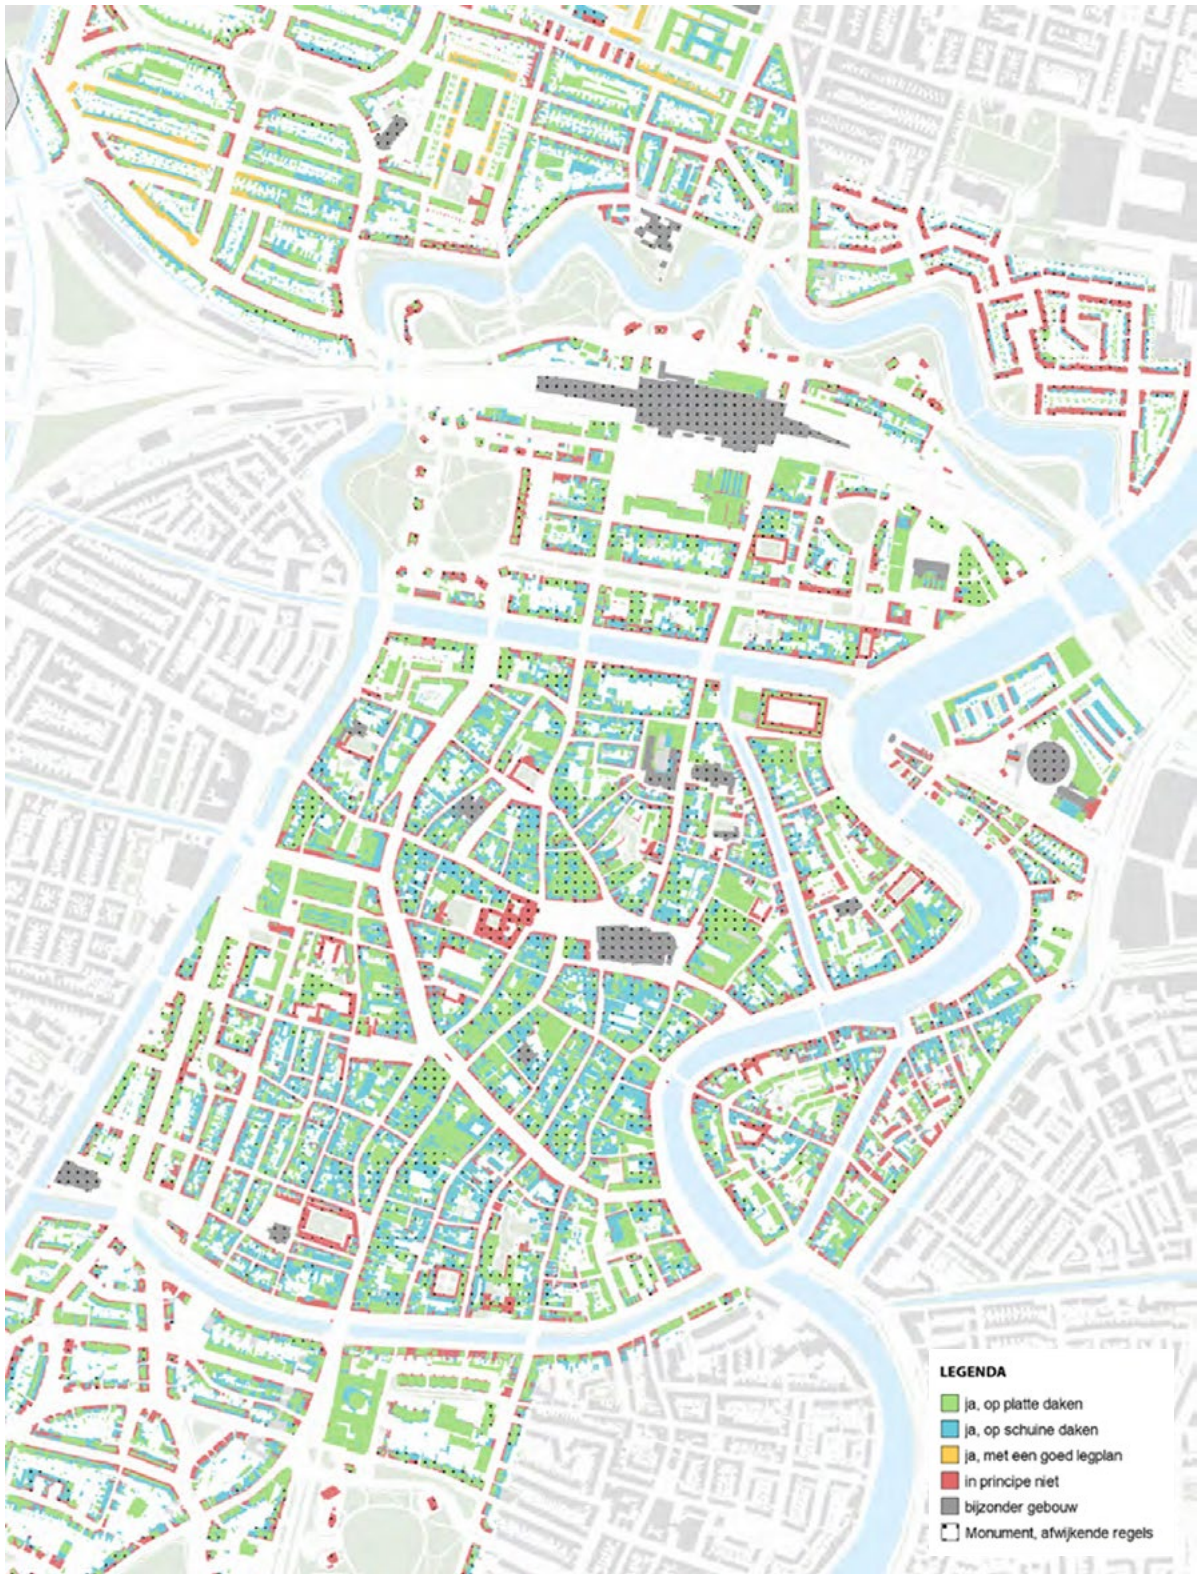 LEGENDA
ja, op platte daken
ja, op schuine daken
ja, met een goed legplan
in principe niet
bijzonder gebouw
Monument, afwijkende regels